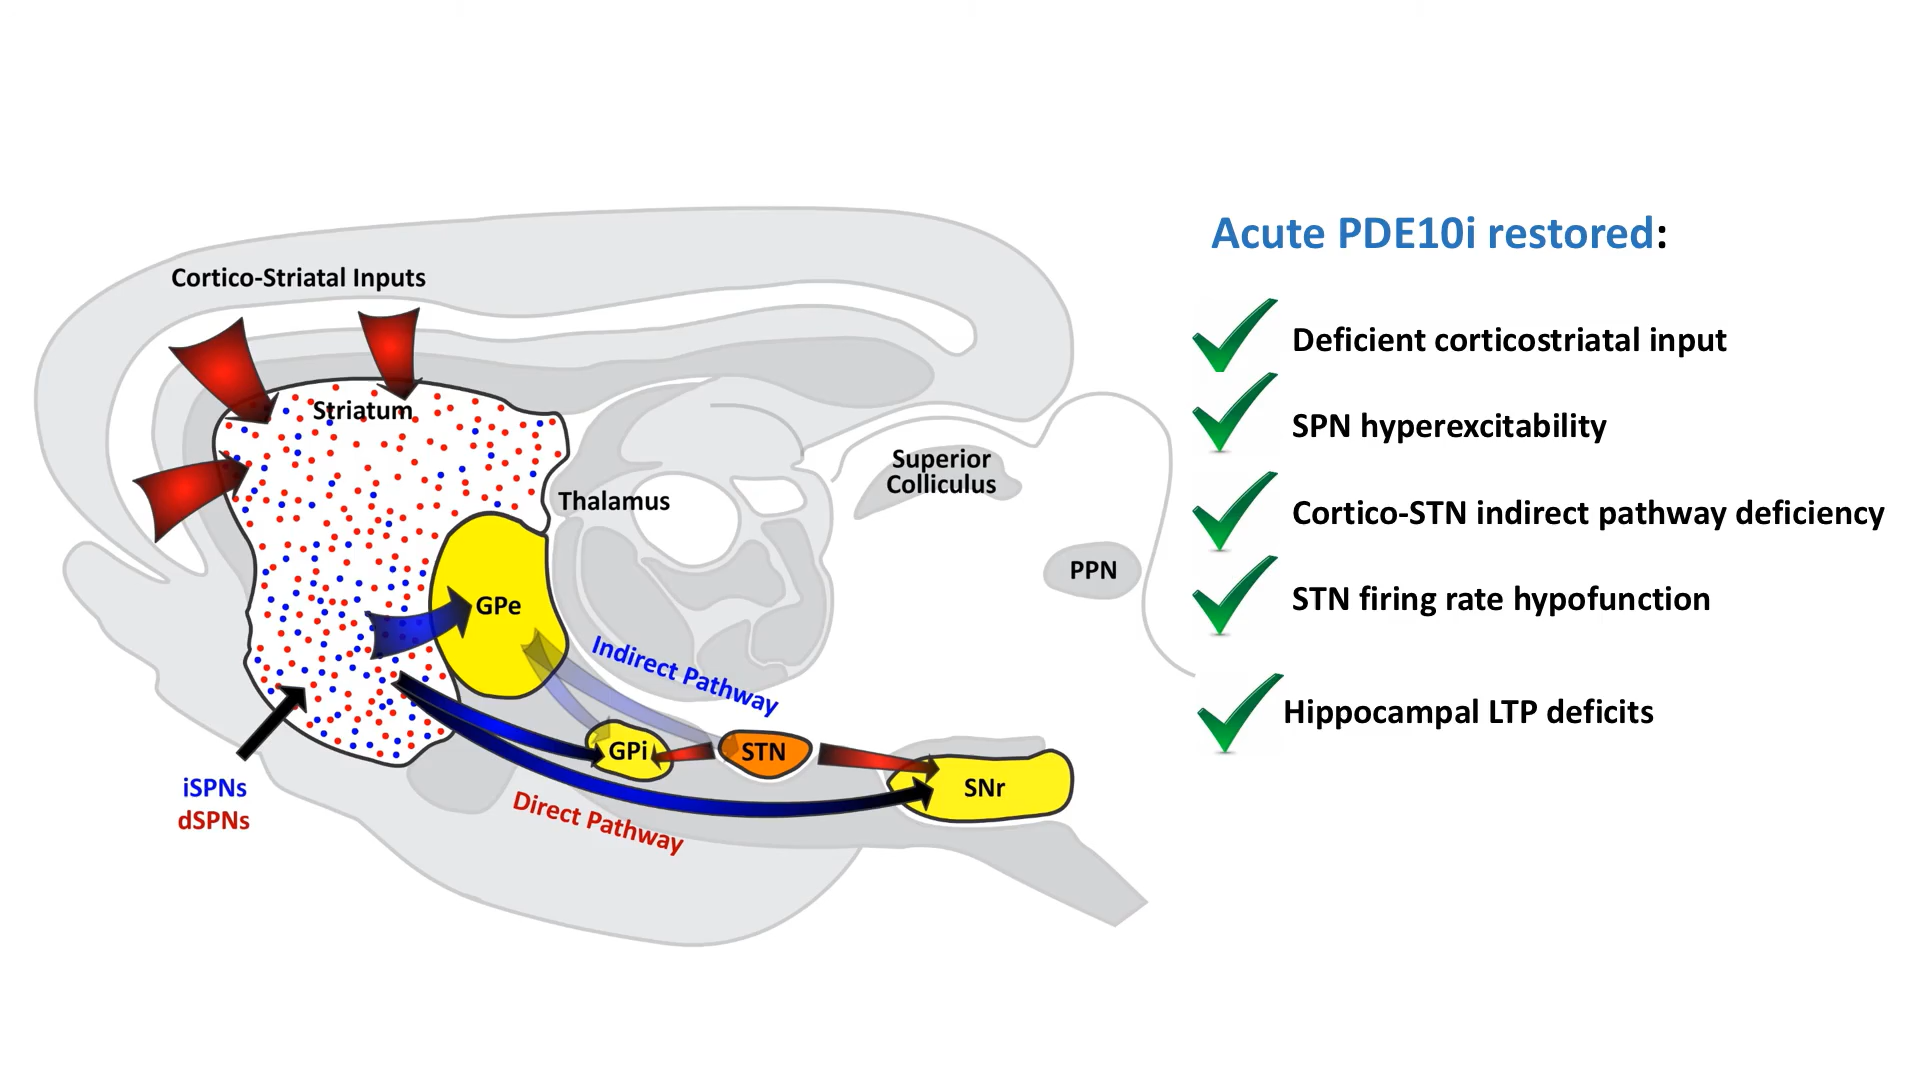 Cortico-Striatal Inputs
Striatum
Thalamus
Superior
Colliculus
PPN
GPe
Indirect Pathway
GPi
STN
SNr
Direct Pathway
iSPNs
dSPNs
Acute PDE10i restored:
Deficient corticostriatal input
SPN hyperexcitability
Cortico-STN indirect pathway deficiency
STN firing rate hypofunction
Hippocampal LTP deficits